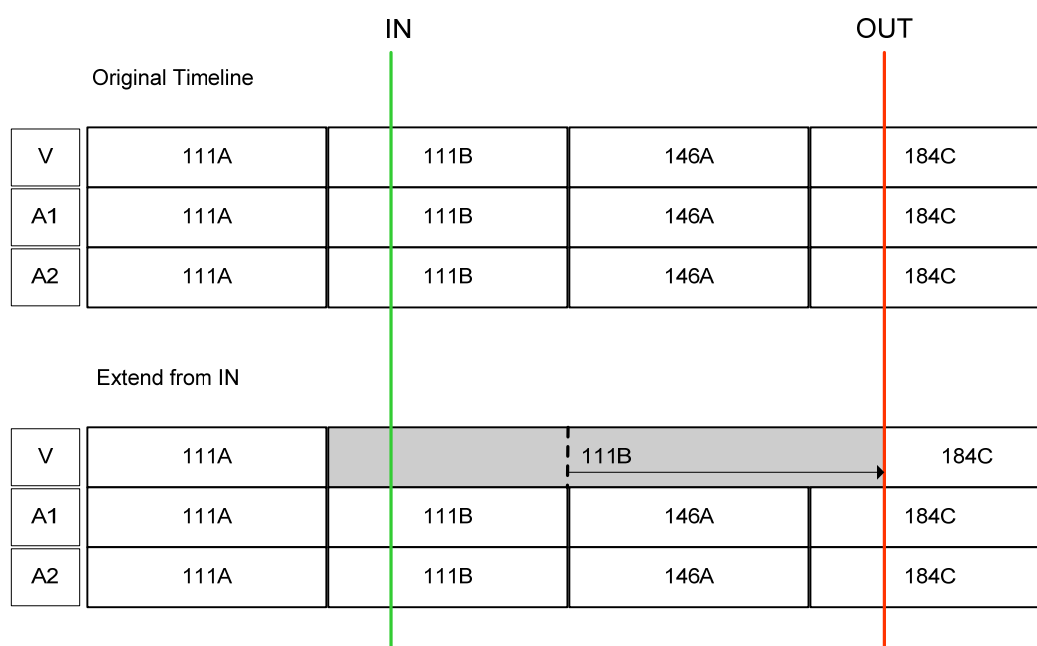 IN OUT
Original Timeline
V 111A 111B 146A 184C
A1 111A 111B 146A 184C
A2 111A 111B 146A 184C
Extend from IN
V 111A 111B 184C
A1 111A 111B 146A 184C
A2 111A 111B 146A 184C